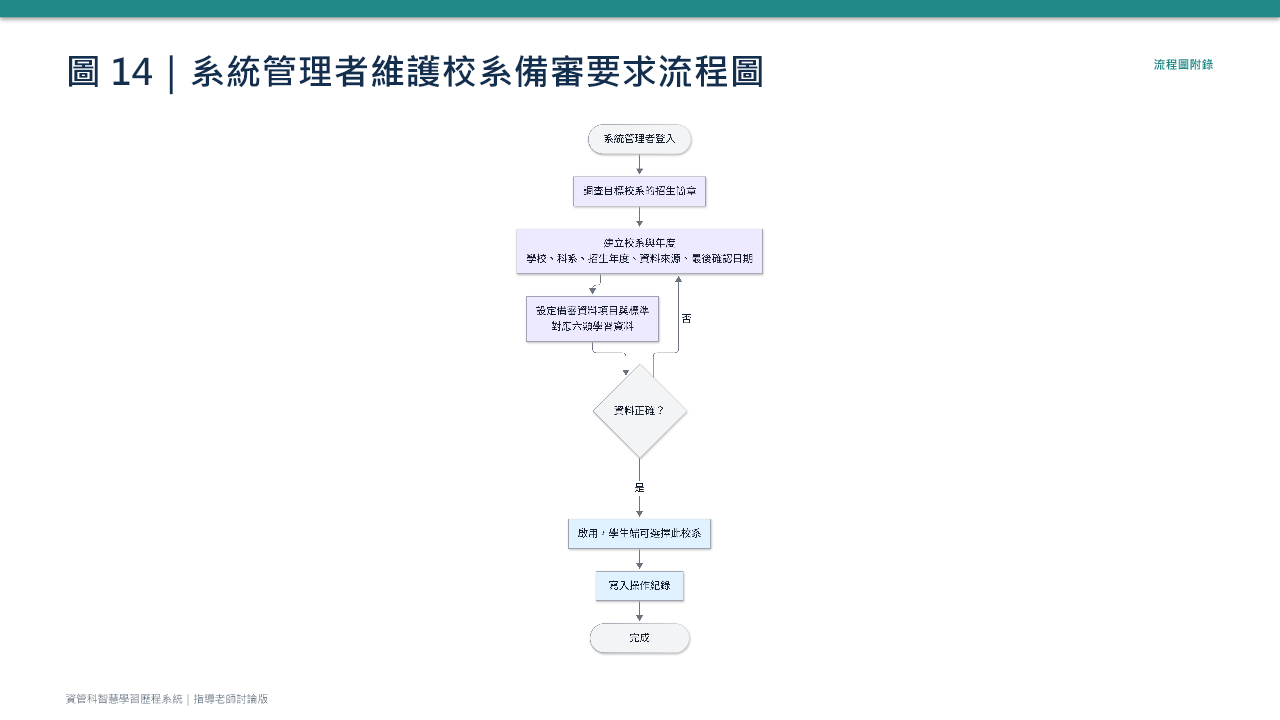 圖 14｜系統管理者維護校系備審要求流程圖
流程圖附錄
系統管理者登入
調查目標校系的招生簡章
建立校系與年度
學校、科系、招生年度、資料來源、最後確認日期
設定備審資料項目與標準
對應六類學習資料
否
資料正確？
是
啟用，學生端可選擇此校系
寫入操作紀錄
完成
資管科智慧學習歷程系統｜指導老師討論版